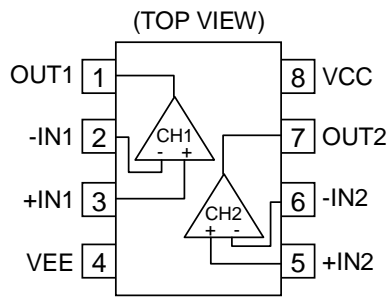 (TOP VIEW)
OUT1 1 8 VCC
CH1
- +
-IN1 2 7 OUT2
+IN1 3 6 -IN2
CH2
+ -
VEE 4 5 +IN2